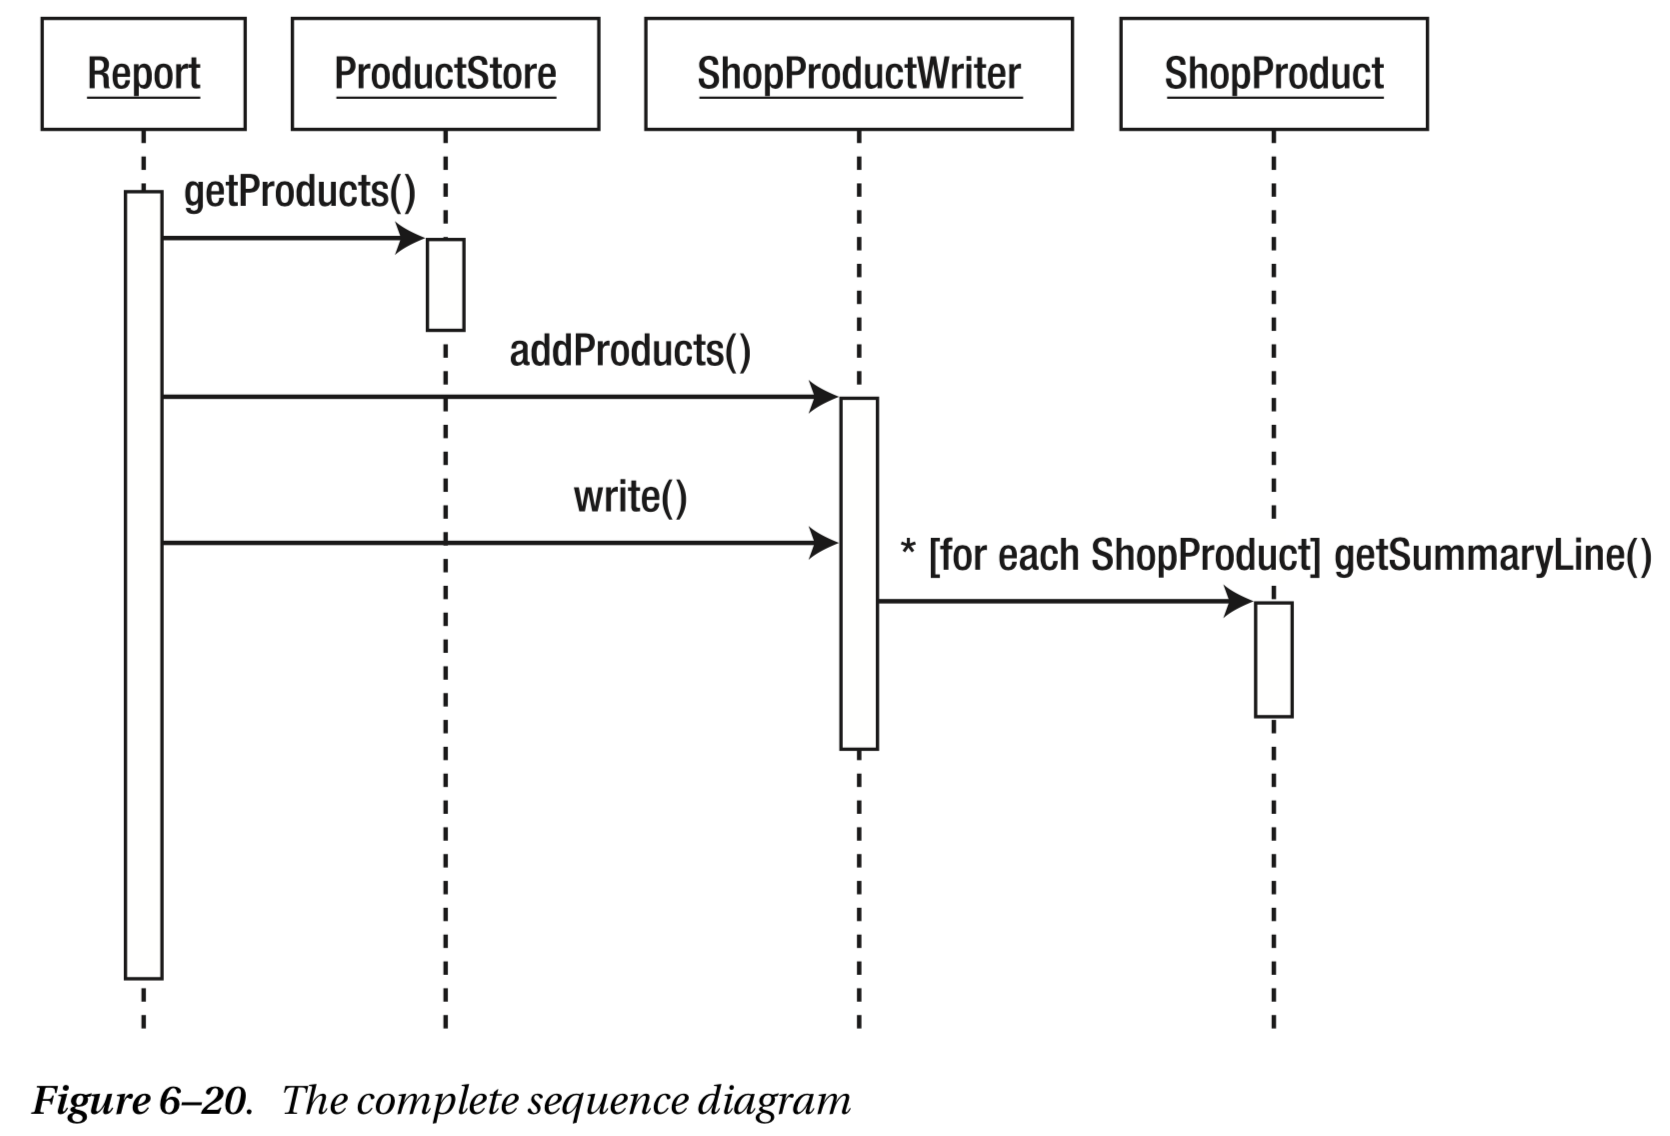 Report ProductStore ShopProductWriter ShopProduct
getProducts()
addProducts()
write()
* [for each ShopProduct] getSummaryLine()
Figure 6–20. The complete sequence diagram